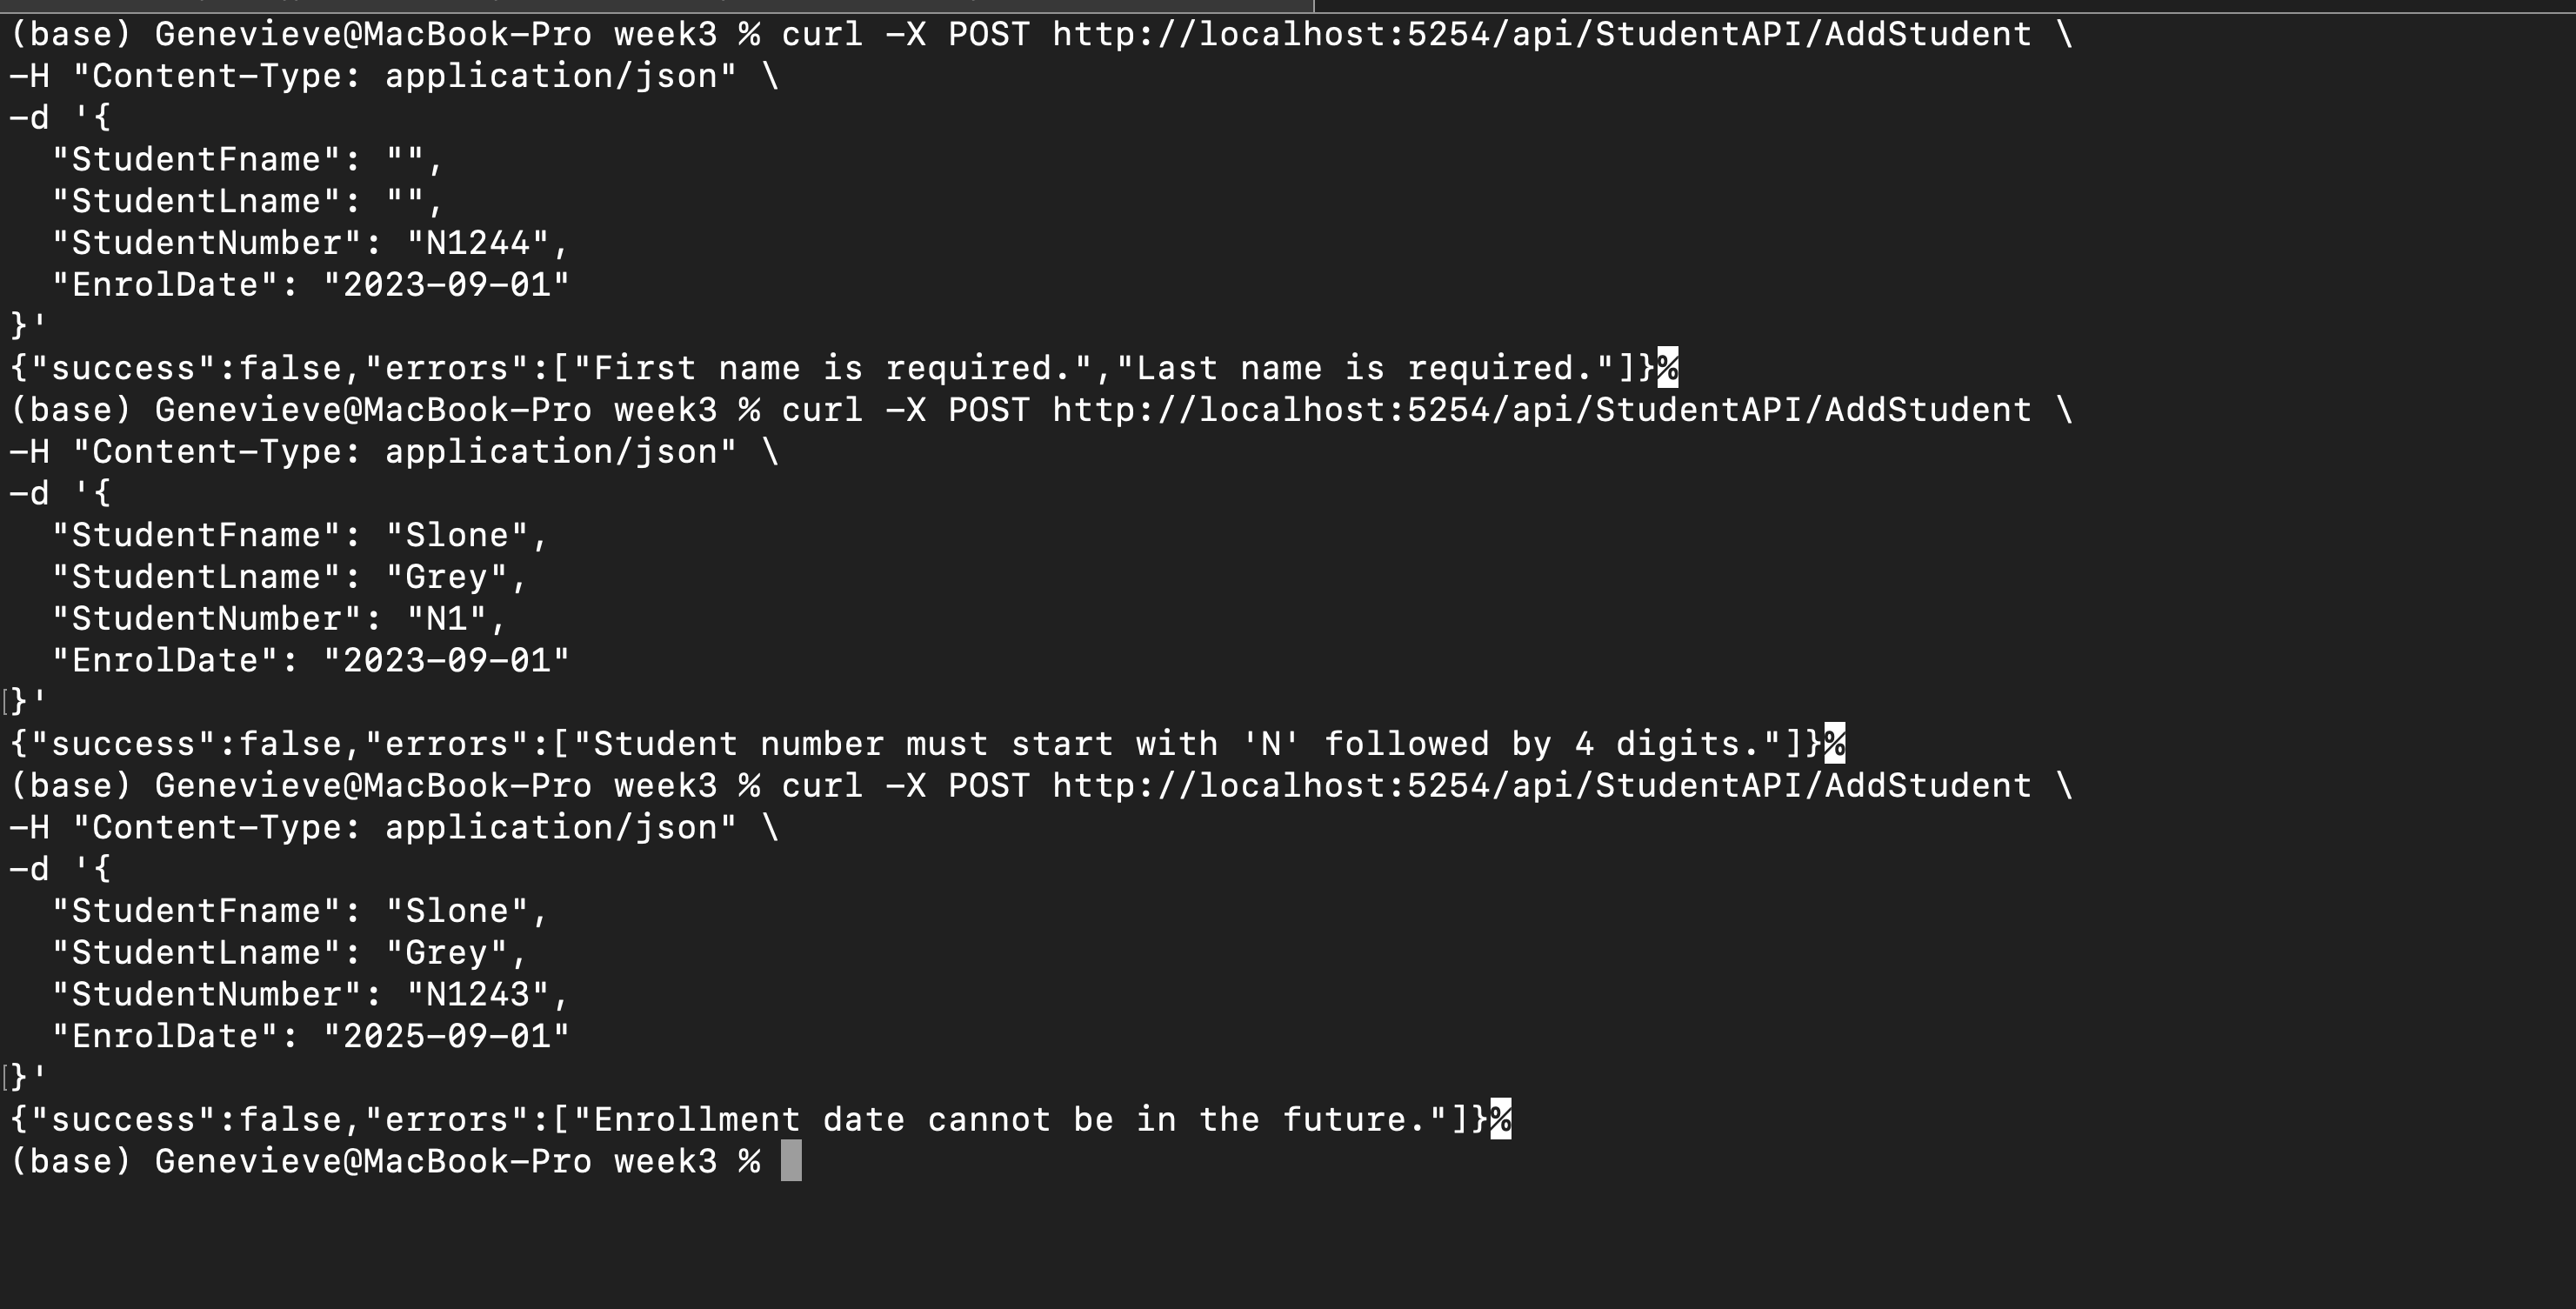 (base) Genevieve@MacBook-Pro week3 % curl -X POST http://localhost:5254/api/StudentAPI/AddStudent \
-H "Content-Type: application/json" \
-d '{
  "StudentFname": "",
  "StudentLname": "",
  "StudentNumber": "N1244",
  "EnrolDate": "2023-09-01"
}'
{"success":false,"errors":["First name is required.","Last name is required."]}%
(base) Genevieve@MacBook-Pro week3 % curl -X POST http://localhost:5254/api/StudentAPI/AddStudent \
-H "Content-Type: application/json" \
-d '{
  "StudentFname": "Slone",
  "StudentLname": "Grey",
  "StudentNumber": "N1",
  "EnrolDate": "2023-09-01"
}'
{"success":false,"errors":["Student number must start with 'N' followed by 4 digits."]}%
(base) Genevieve@MacBook-Pro week3 % curl -X POST http://localhost:5254/api/StudentAPI/AddStudent \
-H "Content-Type: application/json" \
-d '{
  "StudentFname": "Slone",
  "StudentLname": "Grey",
  "StudentNumber": "N1243",
  "EnrolDate": "2025-09-01"
}'
{"success":false,"errors":["Enrollment date cannot be in the future."]}%
(base) Genevieve@MacBook-Pro week3 %